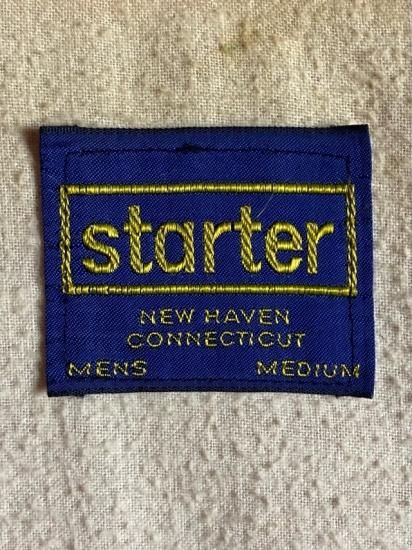 starter
NEW HAVEN
CONNECTICUT
MENS MEDIUM